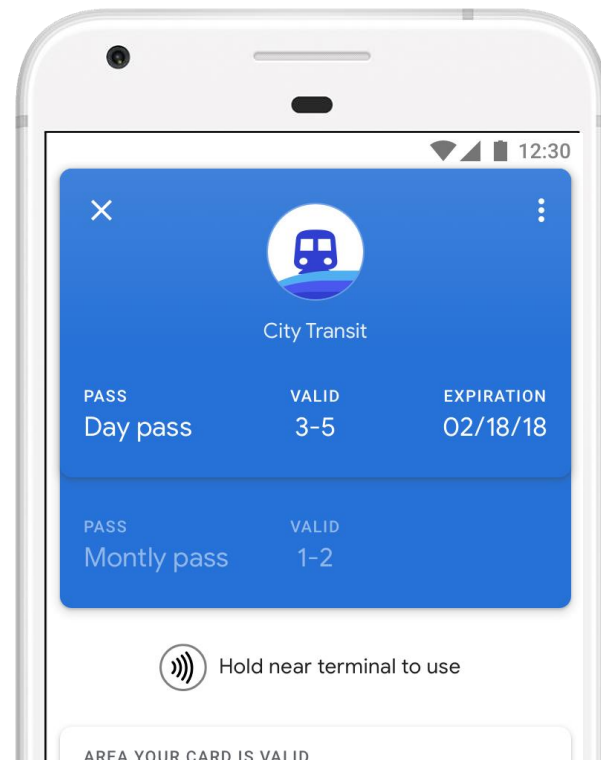 12:30
City Transit
PASS VALID EXPIRATION
Day pass 3-5 02/18/18
PASS VALID
Montly pass 1-2
Hold near terminal to use
AREA YOUR CARD IS VALID